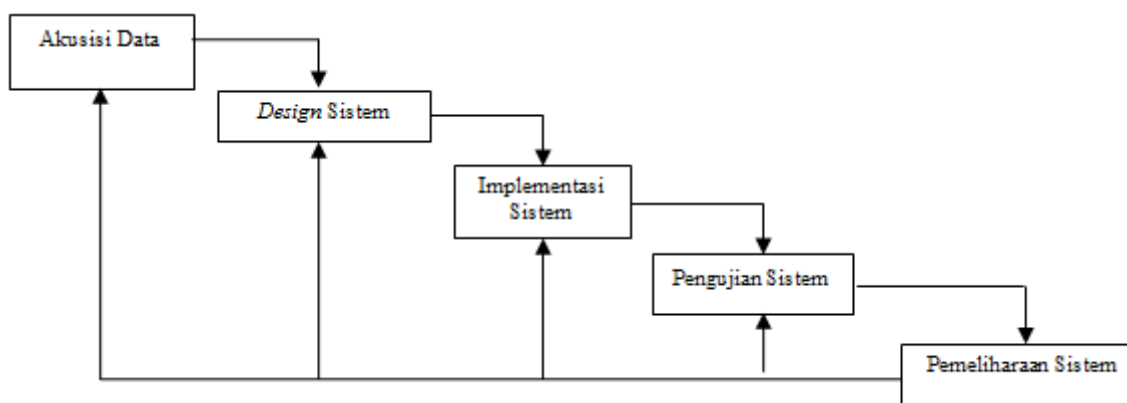 Akusisi Data
Design Sistem
Implementasi
Sistem
Pengujian Sistem
Pemeliharaan Sistem